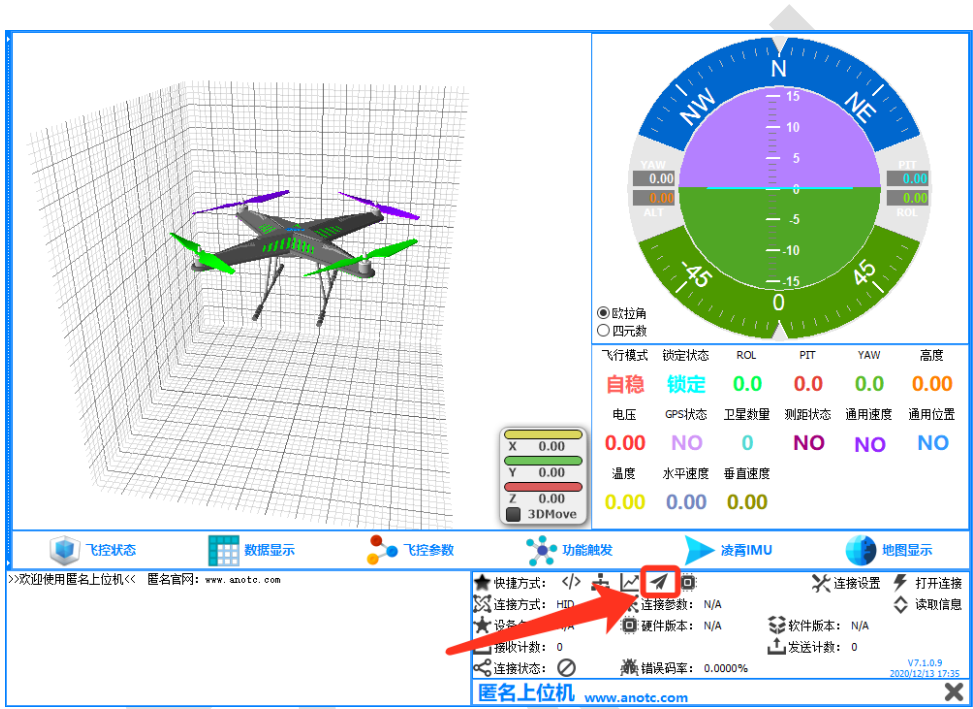 N
NW
NE
15
10
5
0
-5
-10
-15
YAW
0.00
0.00
ALT
PIT
0.00
0.00
ROL
-45
0
45
欧拉角
四元数
X 0.00
Y 0.00
Z 0.00
3DMove
飞行模式 锁定状态 ROL PIT YAW 高度
自稳 锁定 0.0 0.0 0.0 0.00
电压 GPS状态 卫星数量 测距状态 通用速度 通用位置
0.00 NO 0 NO NO NO
温度 水平速度 垂直速度
0.00 0.00 0.00
飞控状态 数据显示 飞控参数 功能触发 凌霄IMU 地图显示
>>欢迎使用匿名上位机<< 匿名官网: www.anotc.com
快捷方式: 连接设置 打开连接
连接方式: HID 连接参数: N/A 读取信息
设备 N/A 硬件版本: N/A 软件版本: N/A
接收计数: 0 发送计数: 0
连接状态: 错误码率: 0.0000%
V7.1.0.9
2020/12/13 17:35
匿名上位机 www.anotc.com